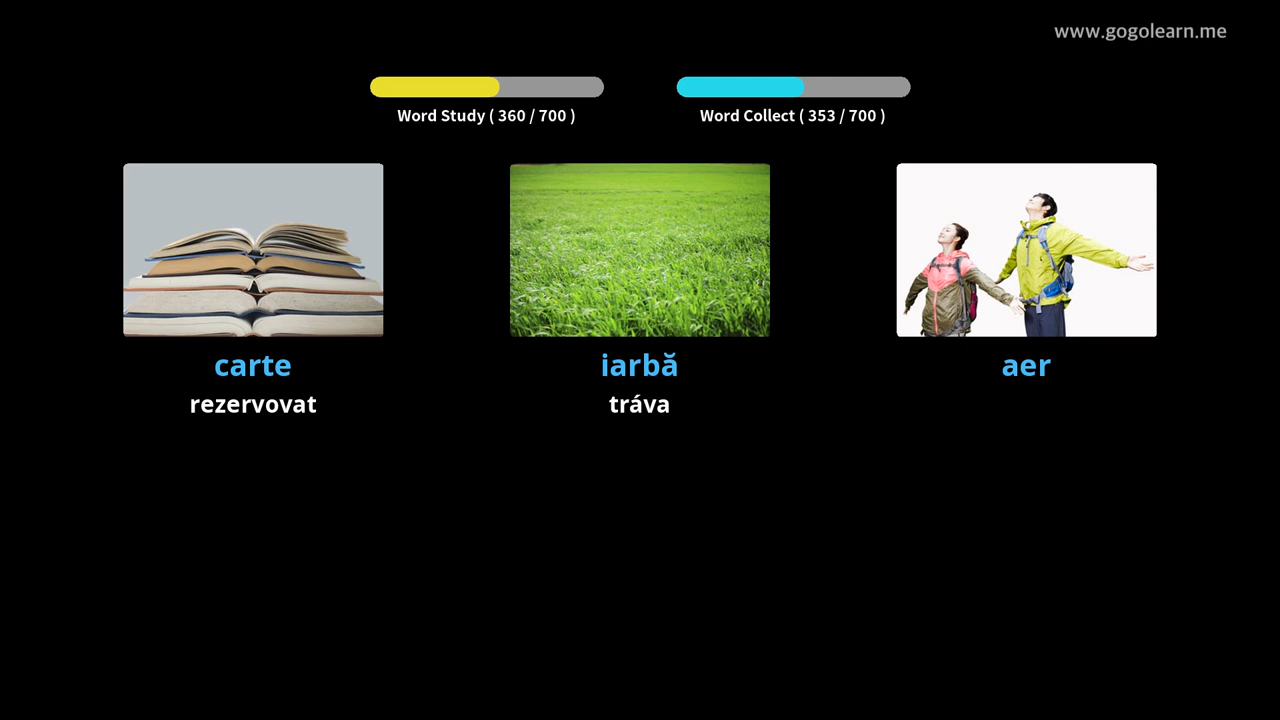 www.gogolearn.me
Word Study ( 360 / 700 )
Word Collect ( 353 / 700 )
carte
iarbă
aer
rezervovat
tráva